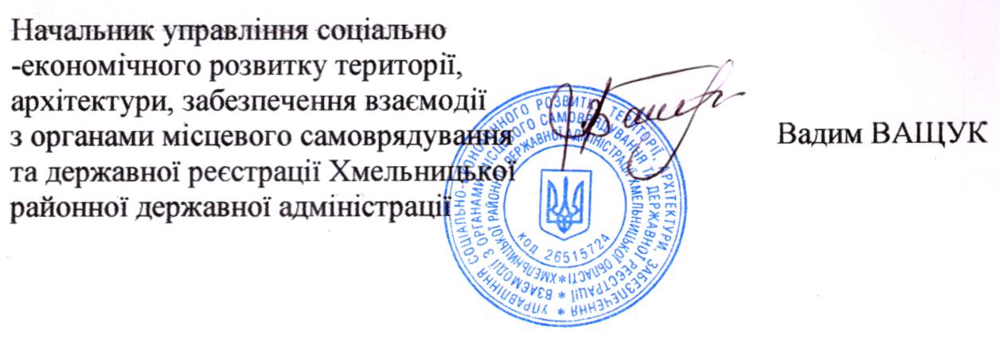 Начальник управління соціально
-економічного розвитку території,
архітектури, забезпечення взаємодії
з органами місцевого самоврядування
та державної реєстрації Хмельницької
районної державної адміністрації
Вадим ВАЩУК
УПРАВЛІННЯ СОЦІАЛЬНО-ЕКОНОМІЧНОГО РОЗВИТКУ ТЕРИТОРІЇ, АРХІТЕКТУРИ, ЗАБЕЗПЕЧЕННЯ *
ВЗАЄМОДІЇ З ОРГАНАМИ МІСЦЕВОГО САМОВРЯДУВАННЯ ТА ДЕРЖАВНОЇ РЕЄСТРАЦІЇ *
ХМЕЛЬНИЦЬКОЇ РАЙОННОЇ ДЕРЖАВНОЇ АДМІНІСТРАЦІЇ ХМЕЛЬНИЦЬКОЇ ОБЛАСТІ *
КОД 26515724